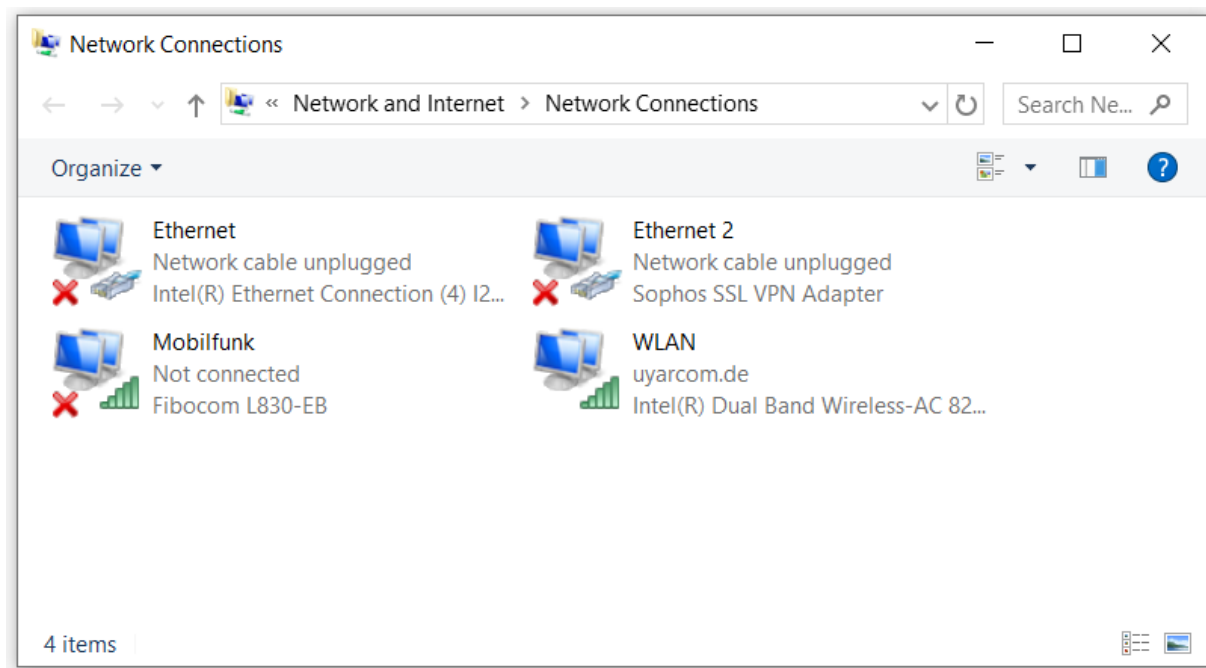 Network Connections
« Network and Internet > Network Connections
Search Ne...
Organize
Ethernet
Network cable unplugged
Intel(R) Ethernet Connection (4) I2...
Ethernet 2
Network cable unplugged
Sophos SSL VPN Adapter
Mobilfunk
Not connected
Fibocom L830-EB
WLAN
uyarcom.de
Intel(R) Dual Band Wireless-AC 82...
4 items